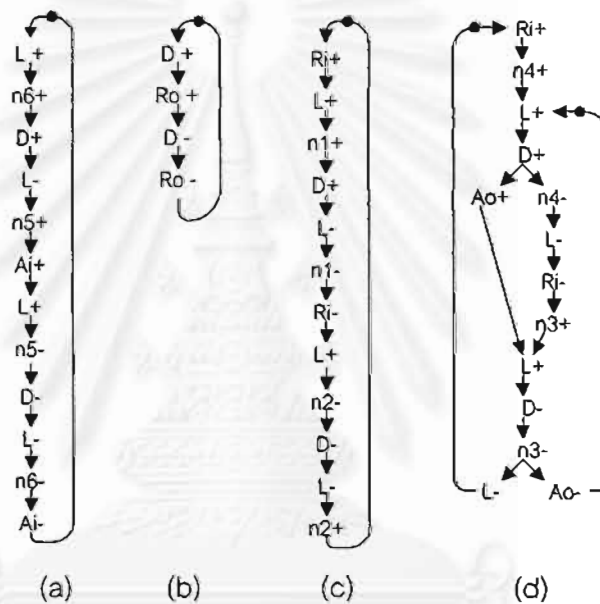 L+
n6+
D+
L-
n5+
Ai+
L+
n5-
D-
L-
n6-
Ai-
(a)
D+
Ro+
D-
Ro-
(b)
Ri+
L+
n1+
D+
L-
n1-
Ri-
L+
n2-
D-
L-
n2+
(c)
Ri+
n4+
L+
D+
Ao+ n4-
L-
Ri-
n3+
L+
D-
n3-
L- Ao-
(d)